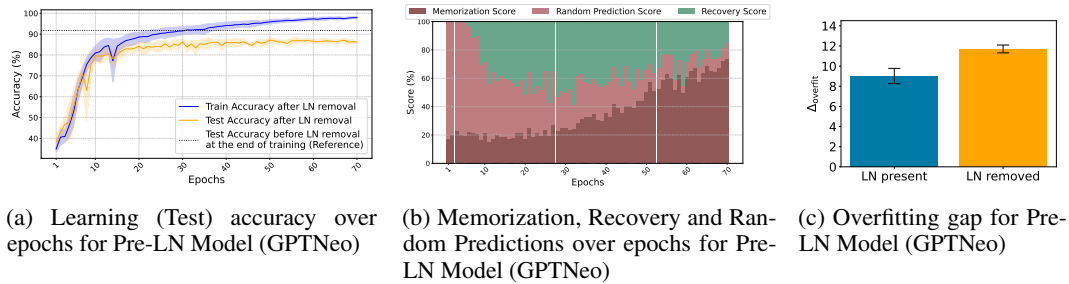 100
90
80
70
60
50
40
Accuracy (%)
Train Accuracy after LN removal
Test Accuracy after LN removal
Test Accuracy before LN removal
at the end of training (Reference)
1
10
20
30
40
50
60
70
Epochs
(a) Learning (Test) accuracy over
epochs for Pre-LN Model (GPTNeo)
Memorization Score
Random Prediction Score
Recovery Score
100
80
60
40
20
0
Score (%)
1
10
20
30
40
50
60
70
Epochs
(b) Memorization, Recovery and Ran-
dom Predictions over epochs for Pre-
LN Model (GPTNeo)
14
12
10
8
6
4
2
0
Δoverfit
LN present
LN removed
(c) Overfitting gap for Pre-
LN Model (GPTNeo)